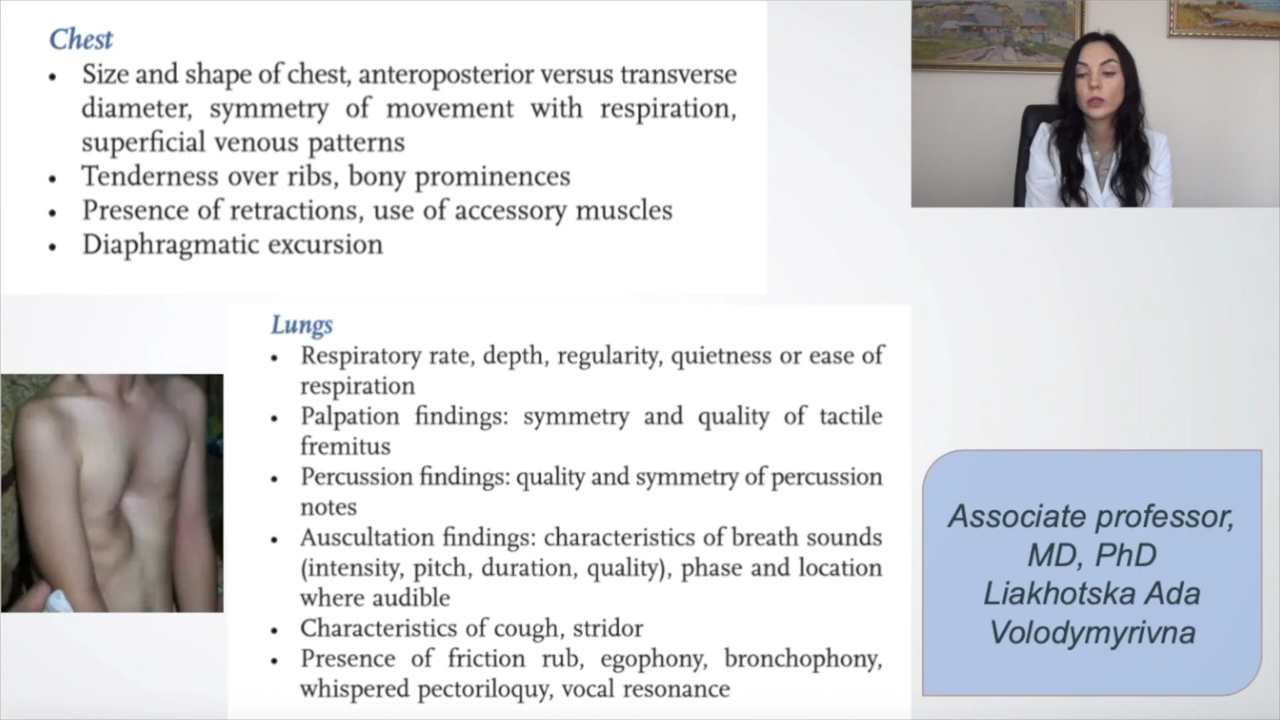 Chest
• Size and shape of chest, anteroposterior versus transverse
diameter, symmetry of movement with respiration,
superficial venous patterns
• Tenderness over ribs, bony prominences
• Presence of retractions, use of accessory muscles
• Diaphragmatic excursion
Lungs
• Respiratory rate, depth, regularity, quietness or ease of
respiration
• Palpation findings: symmetry and quality of tactile
fremitus
• Percussion findings: quality and symmetry of percussion
notes
• Auscultation findings: characteristics of breath sounds
(intensity, pitch, duration, quality), phase and location
where audible
• Characteristics of cough, stridor
• Presence of friction rub, egophony, bronchophony,
whispered pectoriloquy, vocal resonance
Associate professor,
MD, PhD
Liakhotska Ada
Volodymyrivna